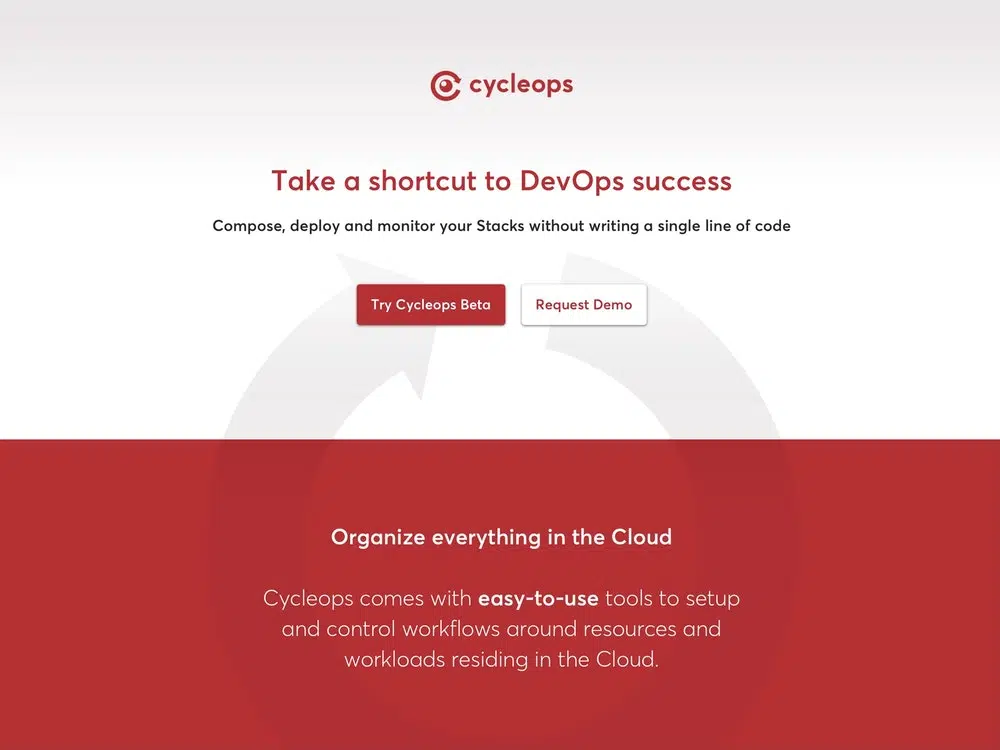 cycleops
Take a shortcut to DevOps success
Compose, deploy and monitor your Stacks without writing a single line of code
Try Cycleops Beta
Request Demo
Organize everything in the Cloud
Cycleops comes with easy-to-use tools to setup
and control workflows around resources and
workloads residing in the Cloud.